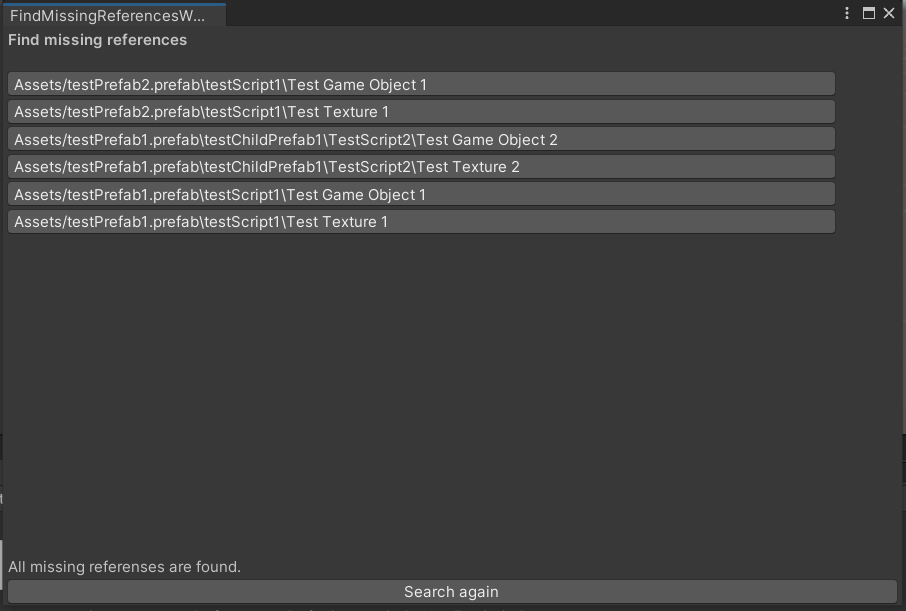 FindMissingReferencesW...
Find missing references
Assets/testPrefab2.prefab\testScript1\Test Game Object 1
Assets/testPrefab2.prefab\testScript1\Test Texture 1
Assets/testPrefab1.prefab\testChildPrefab1\TestScript2\Test Game Object 2
Assets/testPrefab1.prefab\testChildPrefab1\TestScript2\Test Texture 2
Assets/testPrefab1.prefab\testScript1\Test Game Object 1
Assets/testPrefab1.prefab\testScript1\Test Texture 1
All missing referenses are found.
Search again